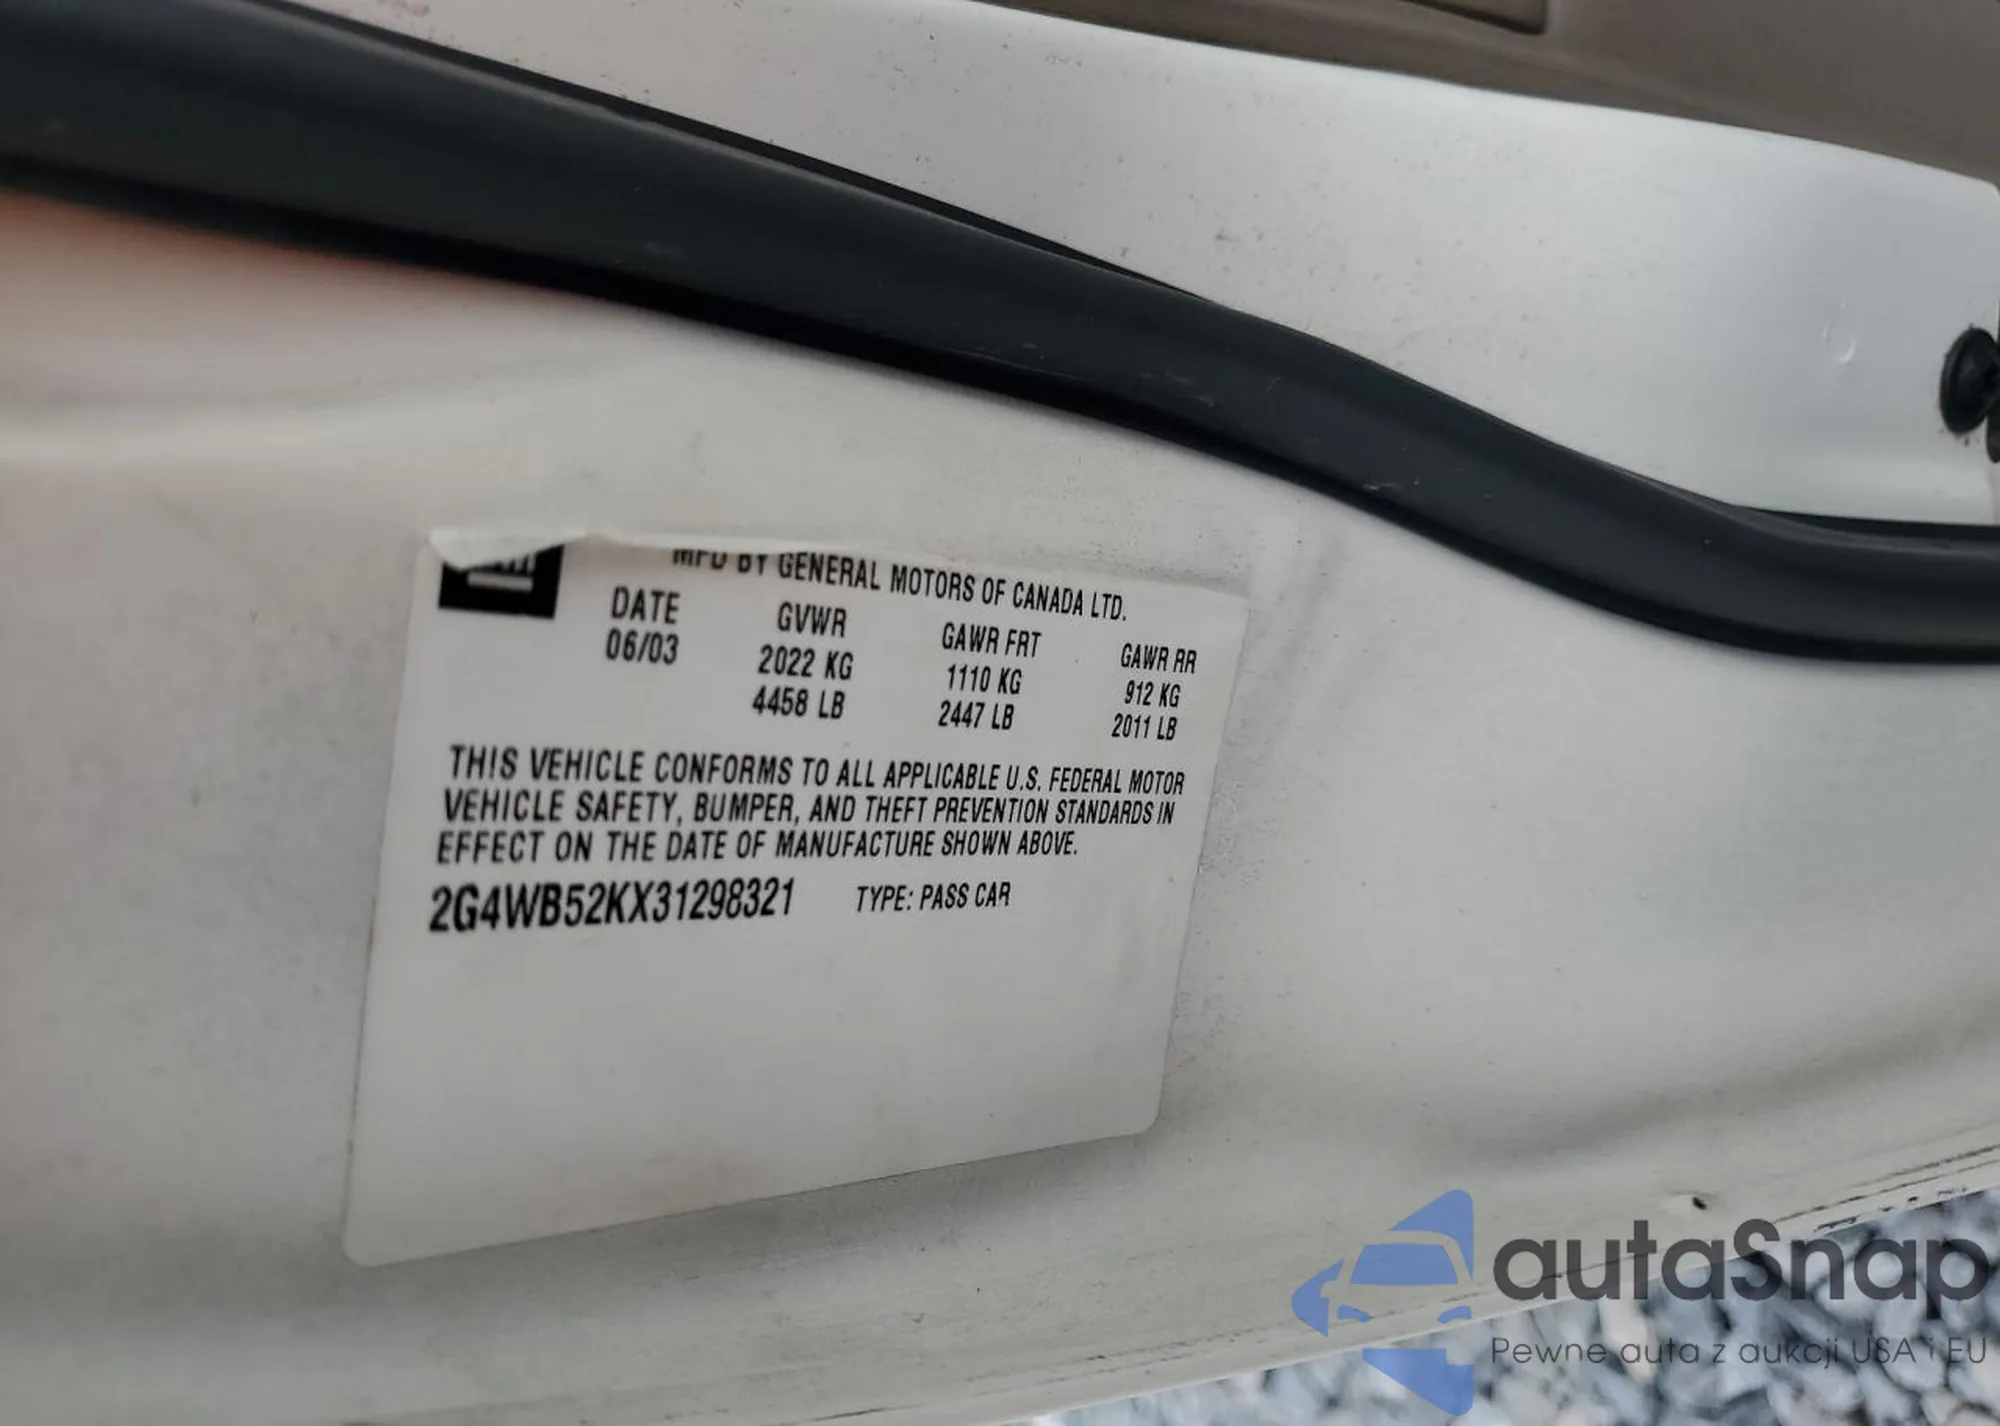 MFD BY GENERAL MOTORS OF CANADA LTD.
DATE GVWR GAWR FRT GAWR RR
06/03 2022 KG 1110 KG 912 KG
4458 LB 2447 LB 2011 LB
THIS VEHICLE CONFORMS TO ALL APPLICABLE U.S. FEDERAL MOTOR
VEHICLE SAFETY, BUMPER, AND THEFT PREVENTION STANDARDS IN
EFFECT ON THE DATE OF MANUFACTURE SHOWN ABOVE.
2G4WB52KX31298321 TYPE: PASS CAR
autaSnap
Pewne auta z aukcji USA i EU